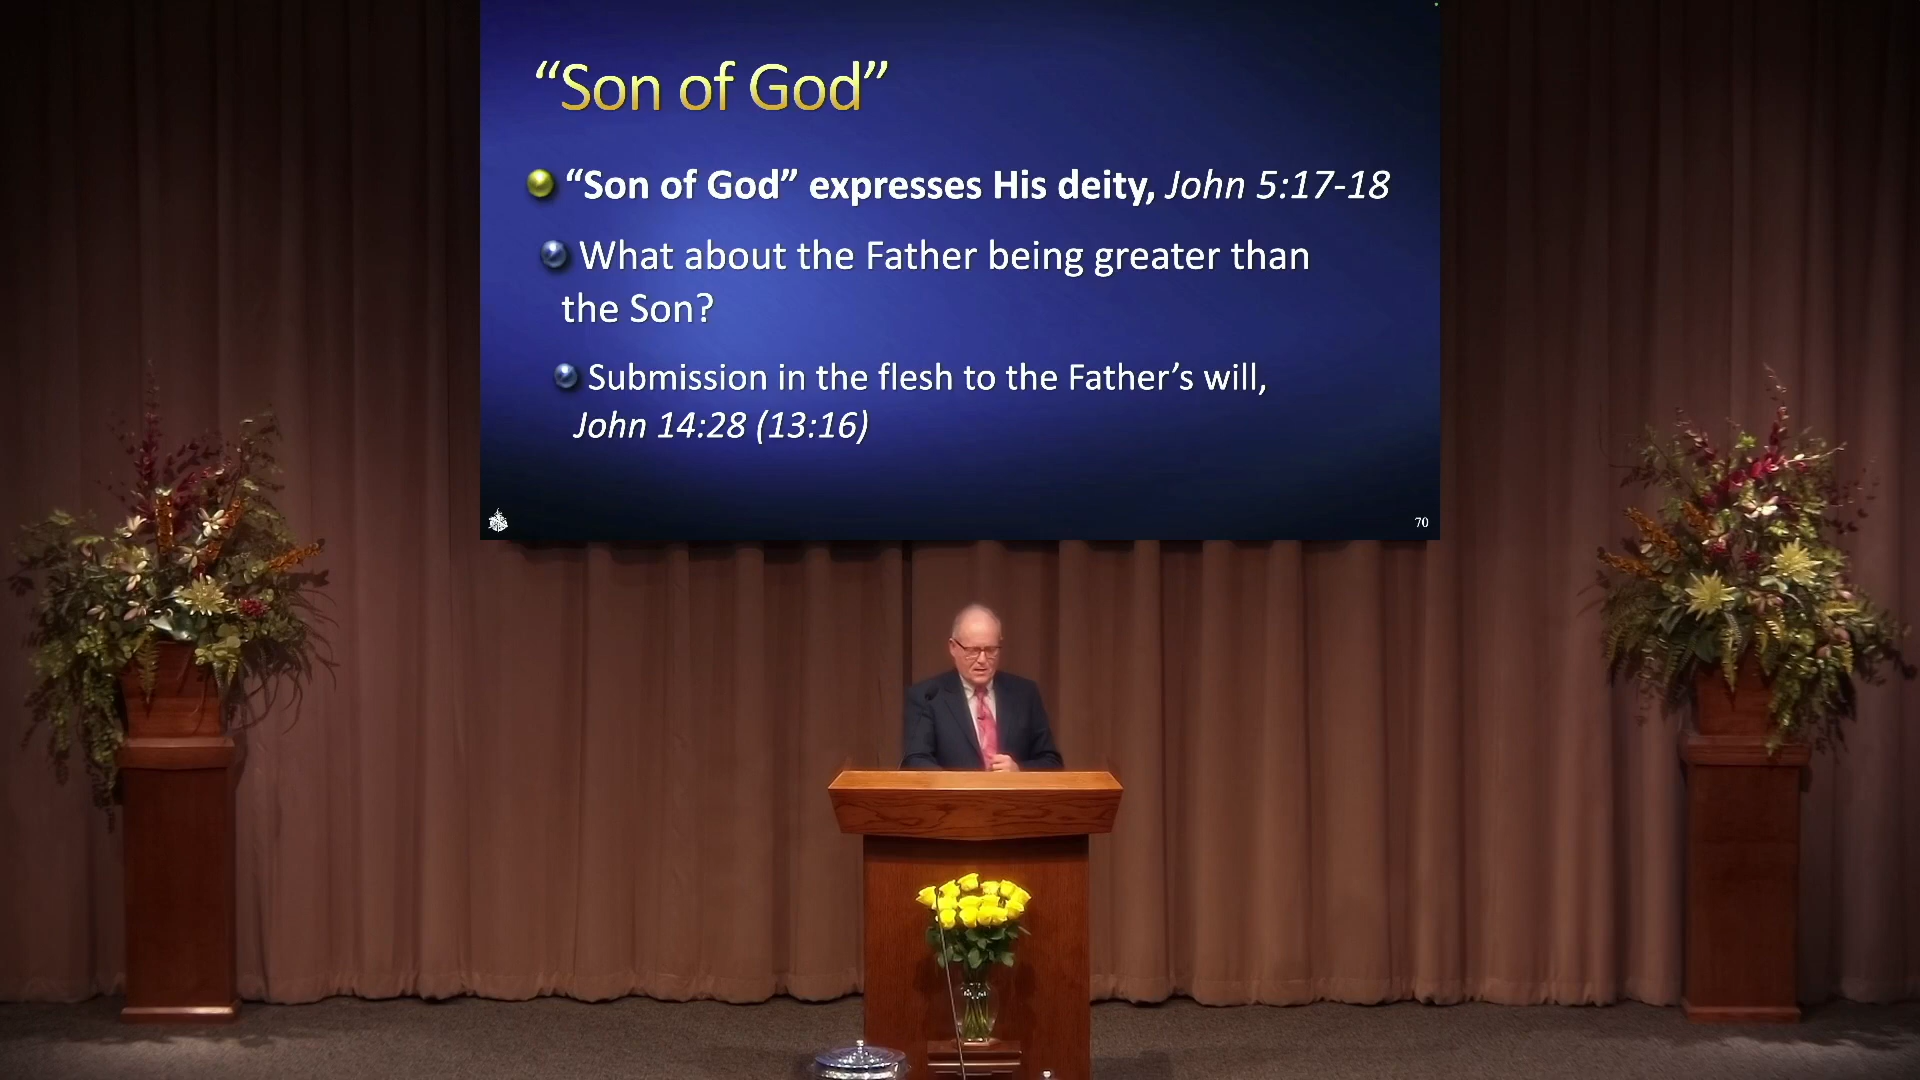 “Son of God”
“Son of God” expresses His deity, John 5:17-18
What about the Father being greater than
the Son?
Submission in the flesh to the Father’s will,
John 14:28 (13:16)
70